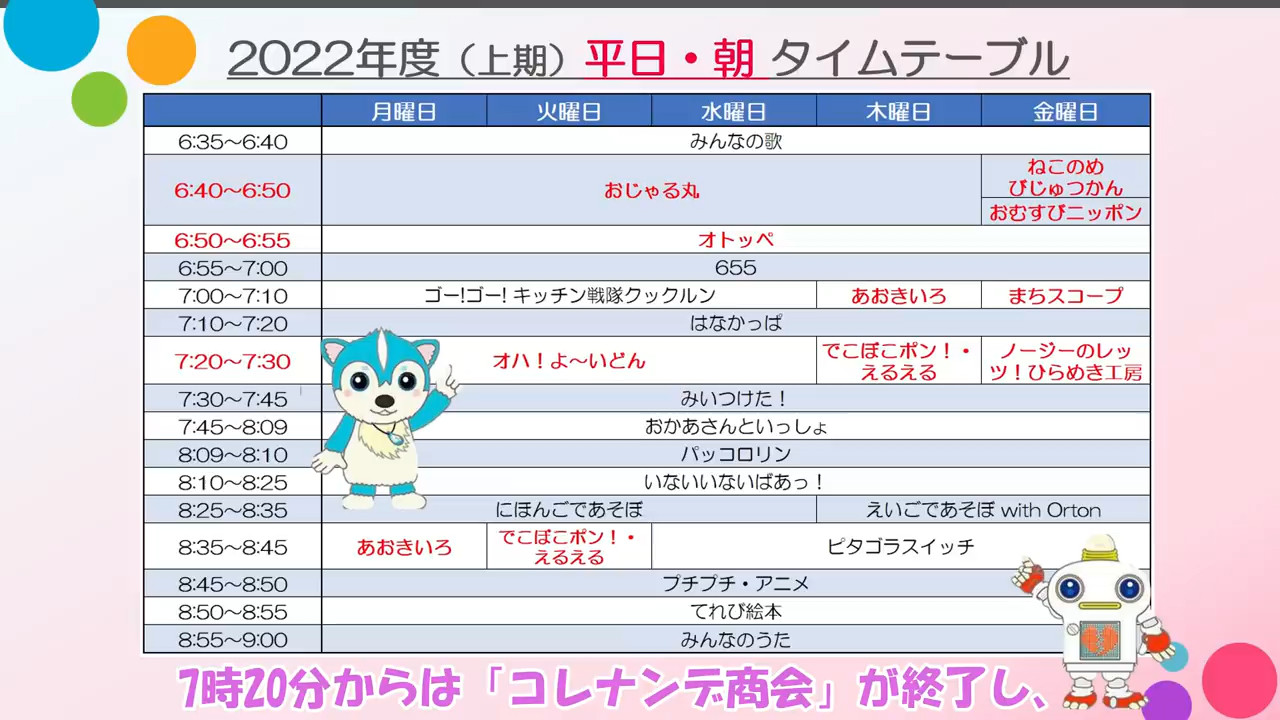 2022年度（上期）平日・朝 タイムテーブル
月曜日 火曜日 水曜日 木曜日 金曜日
6:35〜6:40 みんなの歌
6:40〜6:50 おじゃる丸 ねこのめ
びじゅつかん
おむすびニッポン
6:50〜6:55 オトッペ
6:55〜7:00 655
7:00〜7:10 ゴー!ゴー! キッチン戦隊クックルン あおきいろ まちスコープ
7:10〜7:20 はなかっぱ
7:20〜7:30 オハ！よ〜いどん でこぼこポン！・
えるえる ノージーのレッ
ツ！ひらめき工房
7:30〜7:45 みいつけた！
7:45〜8:09 おかあさんといっしょ
8:09〜8:10 パッコロリン
8:10〜8:25 いないいないばあっ！
8:25〜8:35 にほんごであそぼ えいごであそぼ with Orton
8:35〜8:45 あおきいろ でこぼこポン！・
えるえる ピタゴラスイッチ
8:45〜8:50 プチプチ・アニメ
8:50〜8:55 てれび絵本
8:55〜9:00 みんなのうた
7時20分からは「コレナンデ商会」が終了し、